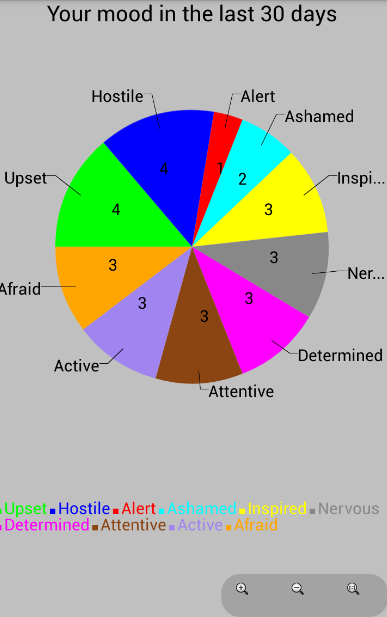 Your mood in the last 30 days
Hostile
Alert
Ashamed
Upset
Inspi...
Afraid
Ner...
Active
Determined
Attentive
4
1
2
4
3
3
3
3
3
3
Upset Hostile Alert Ashamed Inspired Nervous
Determined Attentive Active Afraid